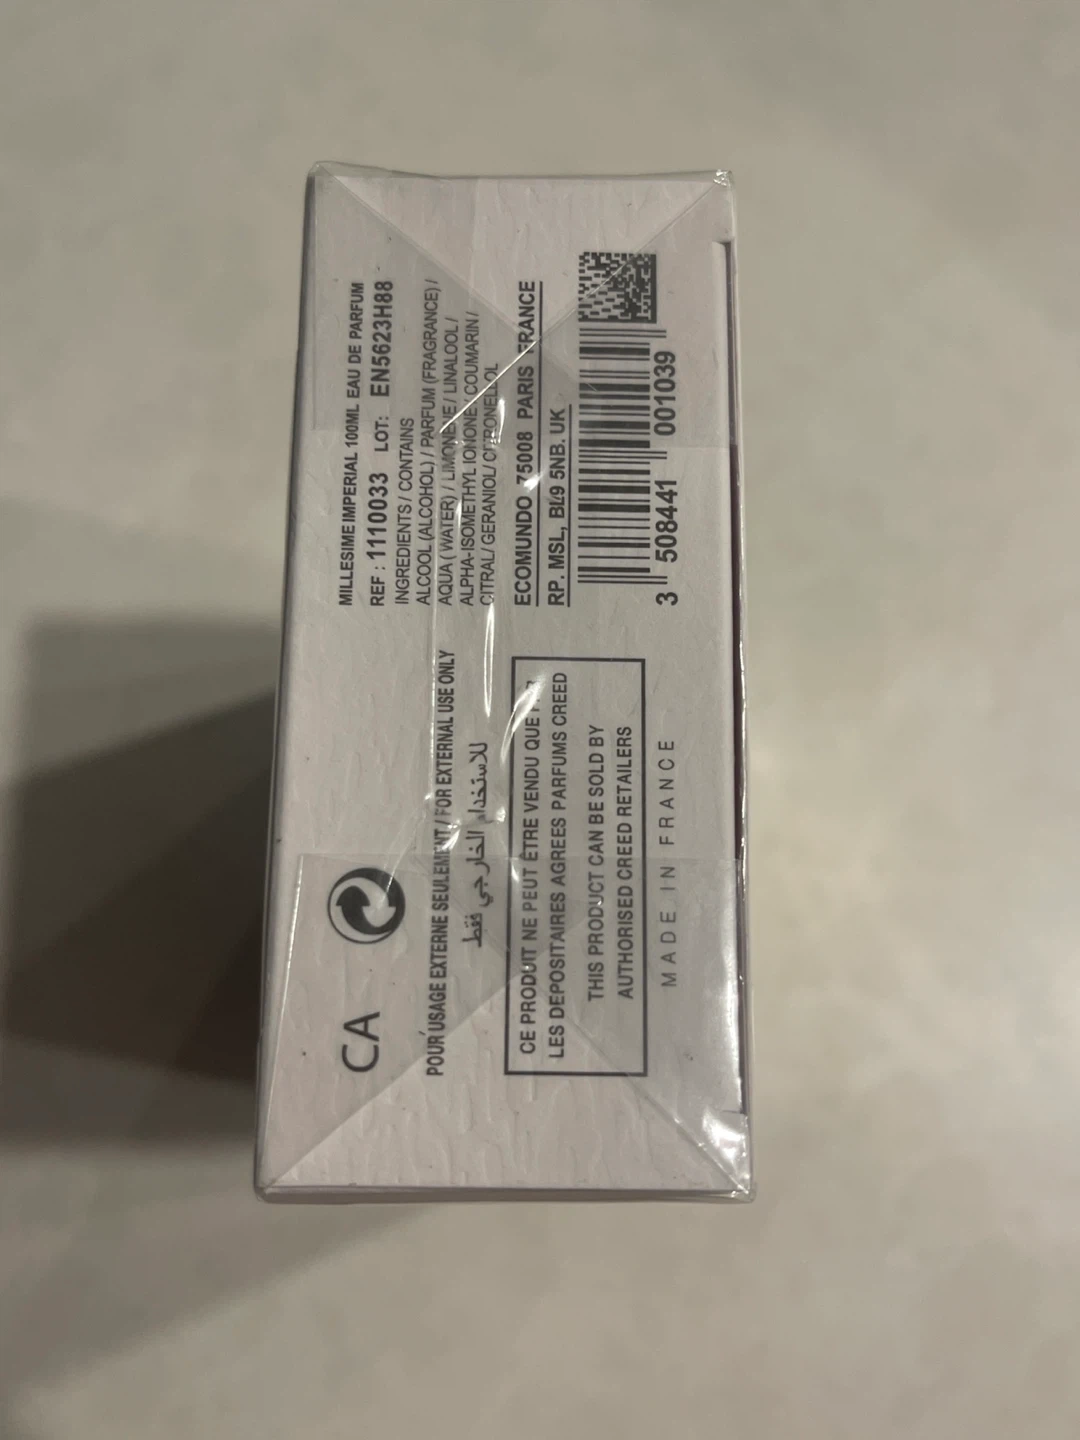 MILLESIME IMPERIAL 100ML EAU DE PARFUM
REF : 1110033 LOT: EN5623H88
INGREDIENTS / CONTAINS
ALCOOL (ALCOHOL) / PARFUM (FRAGRANCE) /
AQUA ( WATER) / LIMONENE / LINALOOL /
ALPHA-ISOMETHYL IONONE / COUMARIN /
CITRAL / GERANIOL / CITRONELLOL
ECOMUNDO 75008 PARIS FRANCE
RP. MSL, BL9 5NB. UK
3 508441 001039
CA
POUR USAGE EXTERNE SEULEMENT / FOR EXTERNAL USE ONLY
للاستخدام الخارجي فقط
CE PRODUIT NE PEUT ÊTRE VENDU QUE
LES DEPOSITAIRES AGREES PARFUMS CREED
THIS PRODUCT CAN BE SOLD BY
AUTHORISED CREED RETAILERS
MADE IN FRANCE